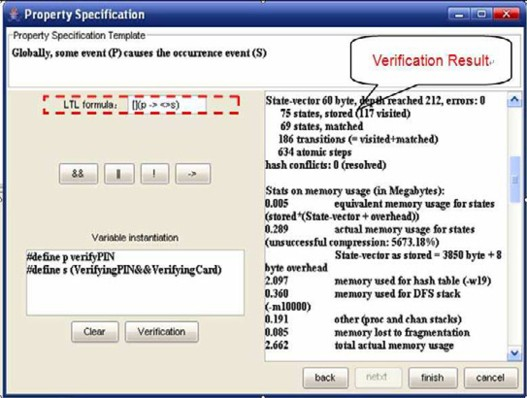 Property Specification
Property Specification Template
Globally, some event (P) causes the occurrence event (S)
Verification Result
LTL formula: [](p -> <>s)
&& || ! ->
Variable instantiation
#define p verifyPIN
#define s (VerifyingPIN&&VerifyingCard)
Clear Verification
State-vector 60 byte, depth reached 212, errors: 0
75 states, stored (117 visited)
69 states, matched
186 transitions (= visited+matched)
634 atomic steps
hash conflicts: 0 (resolved)
Stats on memory usage (in Megabytes):
0.005 equivalent memory usage for states
(stored*(State-vector + overhead))
0.289 actual memory usage for states
(unsuccessful compression: 5673.18%)
State-vector as stored = 3850 byte + 8
byte overhead
2.097 memory used for hash table (-w19)
0.360 memory used for DFS stack
(-m10000)
0.191 other (proc and chan stacks)
0.085 memory lost to fragmentation
2.662 total actual memory usage
back next finish cancel